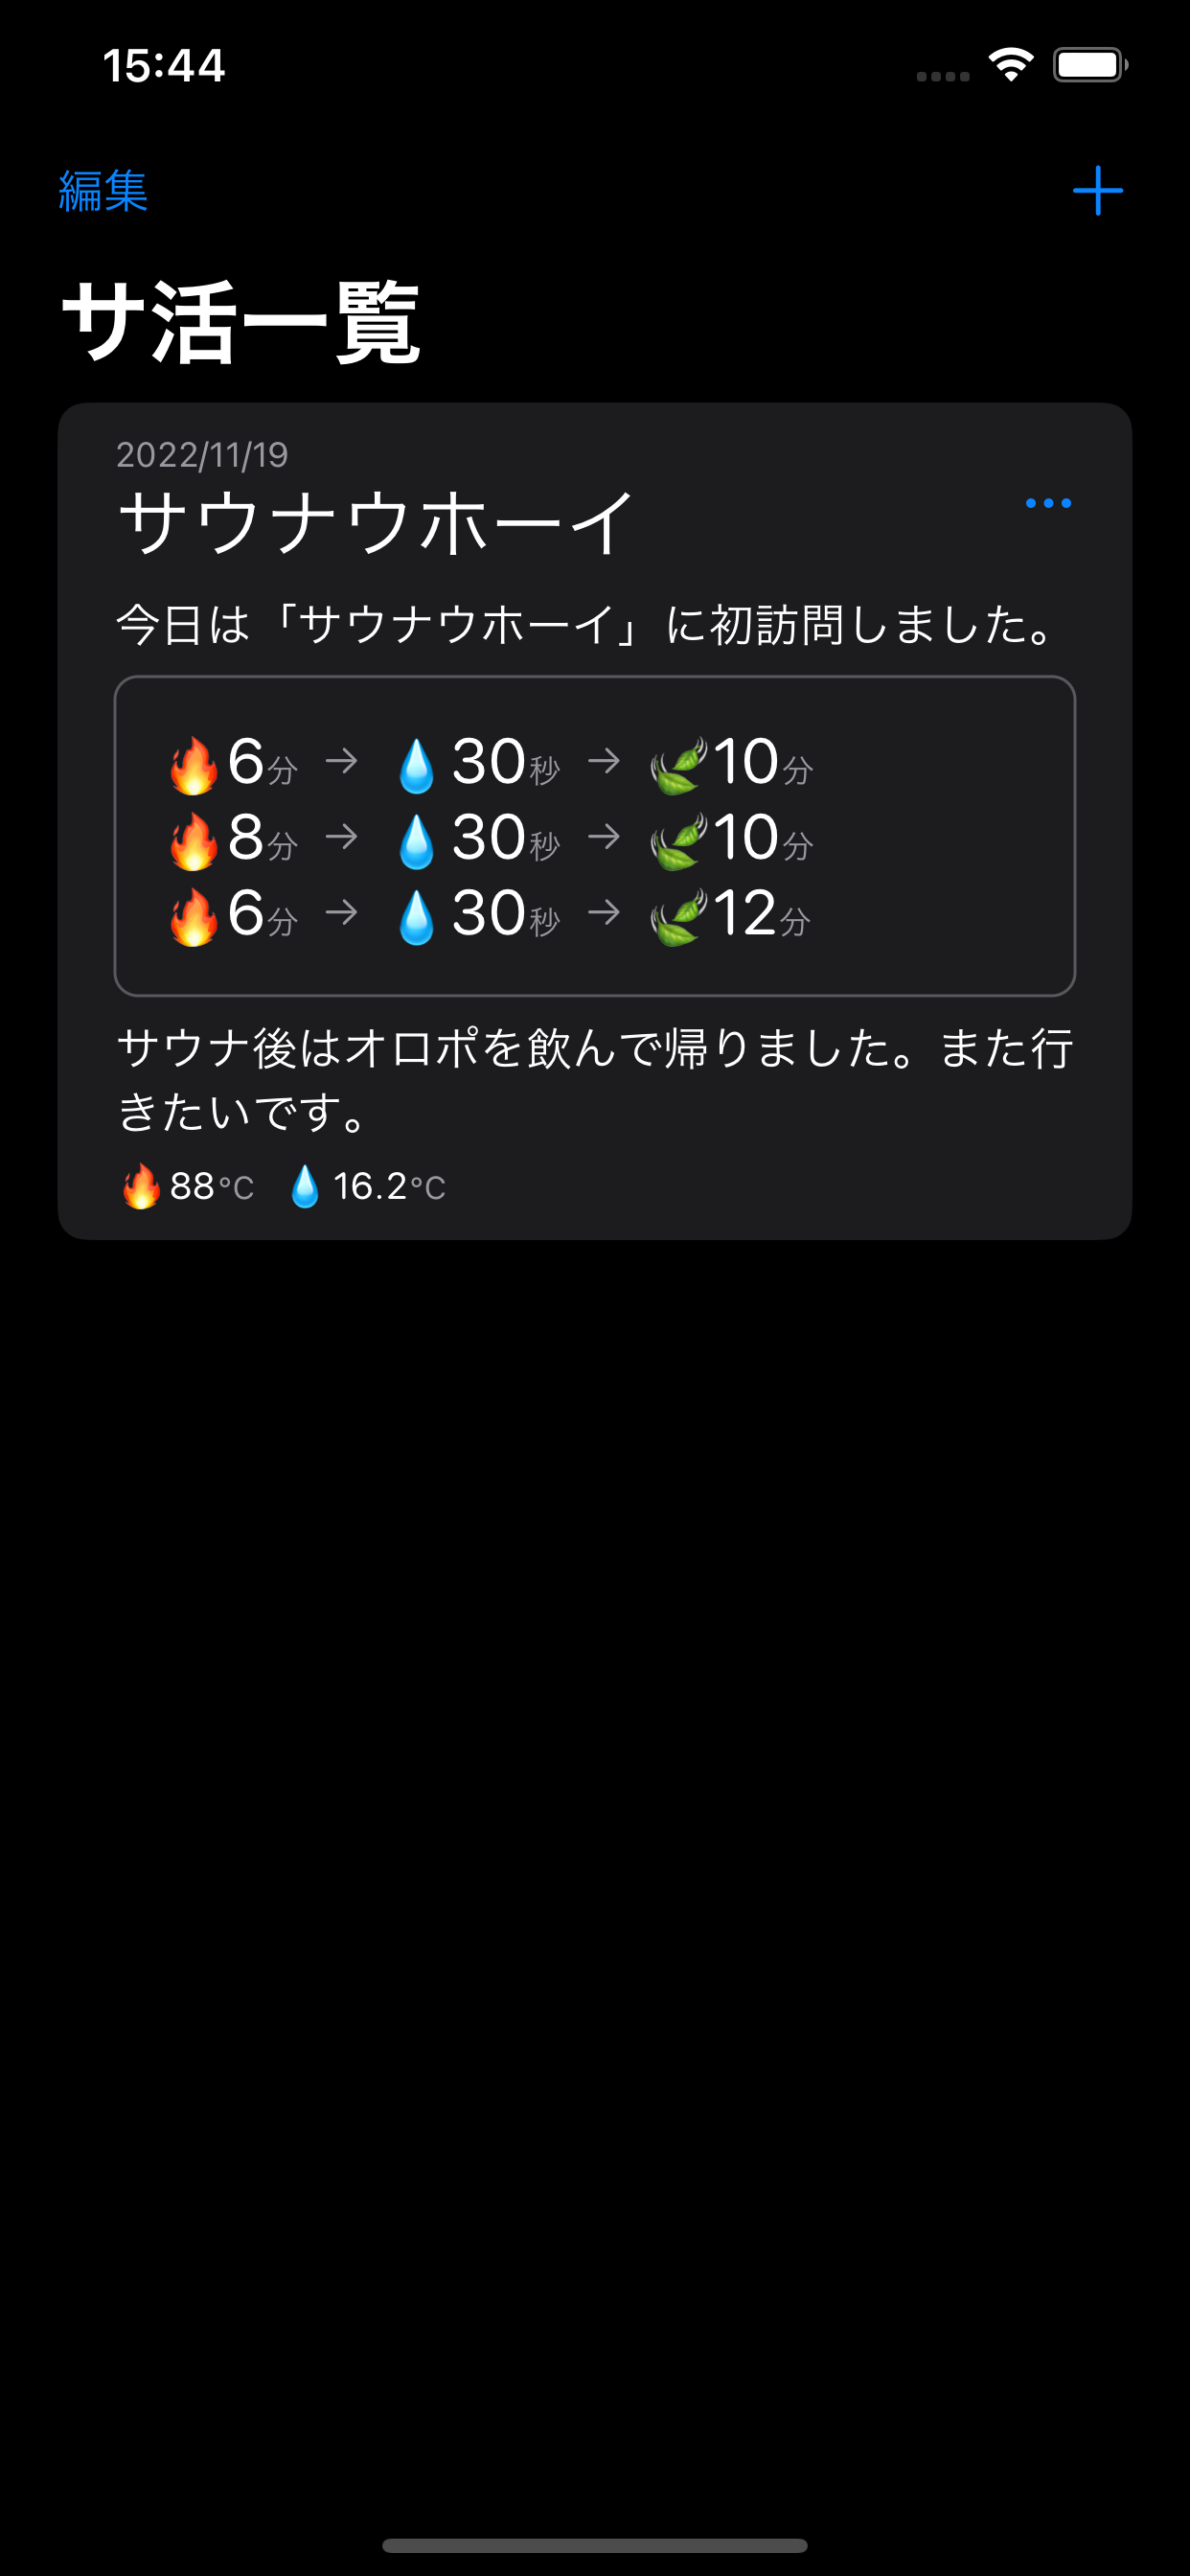 15:44
編集
サ活一覧
2022/11/19
サウナウホーイ
今日は「サウナウホーイ」に初訪問しました。
🔥6分 → 💧30秒 → 🍃10分
🔥8分 → 💧30秒 → 🍃10分
🔥6分 → 💧30秒 → 🍃12分
サウナ後はオロポを飲んで帰りました。また行
きたいです。
🔥88℃ 💧16.2℃